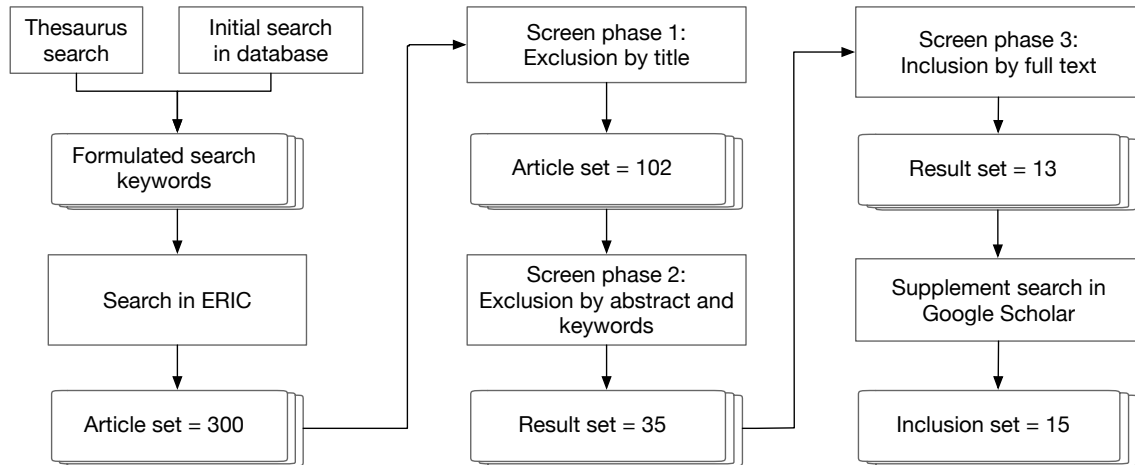 Thesaurus
search
Initial search
in database
Formulated search
keywords
Search in ERIC
Article set = 300
Screen phase 1:
Exclusion by title
Article set = 102
Screen phase 2:
Exclusion by abstract and
keywords
Result set = 35
Screen phase 3:
Inclusion by full text
Result set = 13
Supplement search in
Google Scholar
Inclusion set = 15